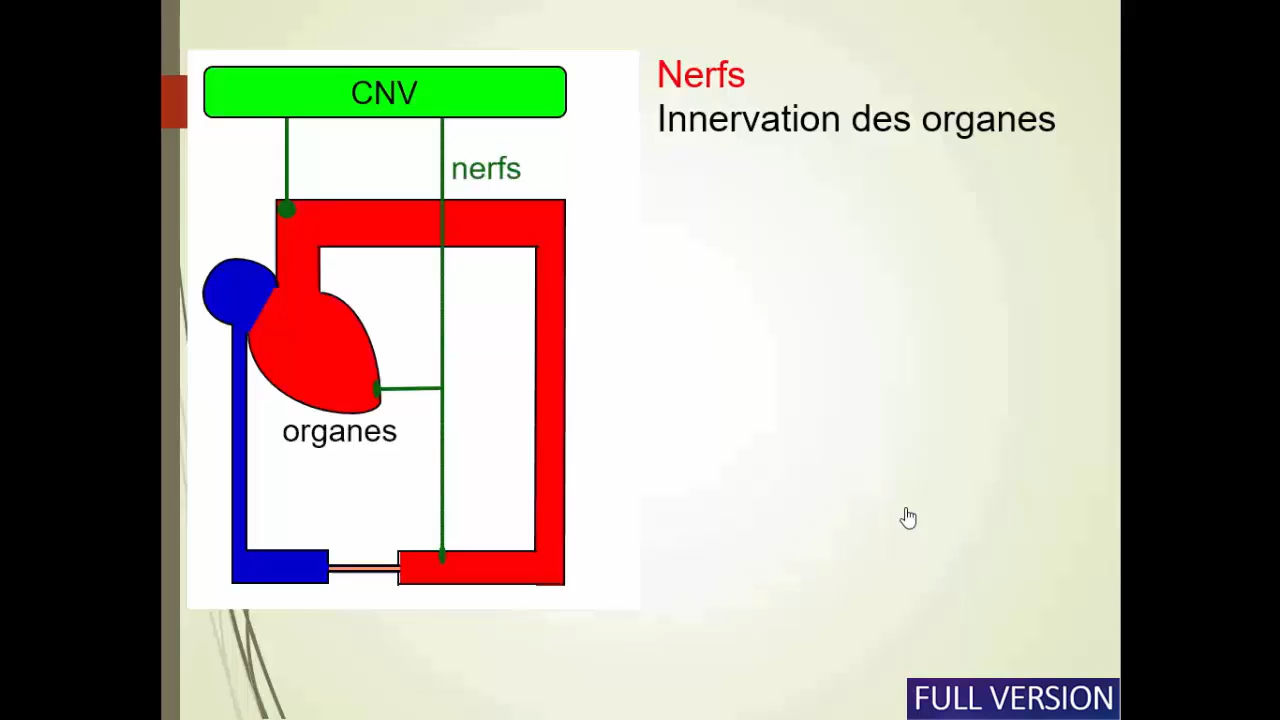 CNV
nerfs
organes
Nerfs
Innervation des organes
FULL VERSION